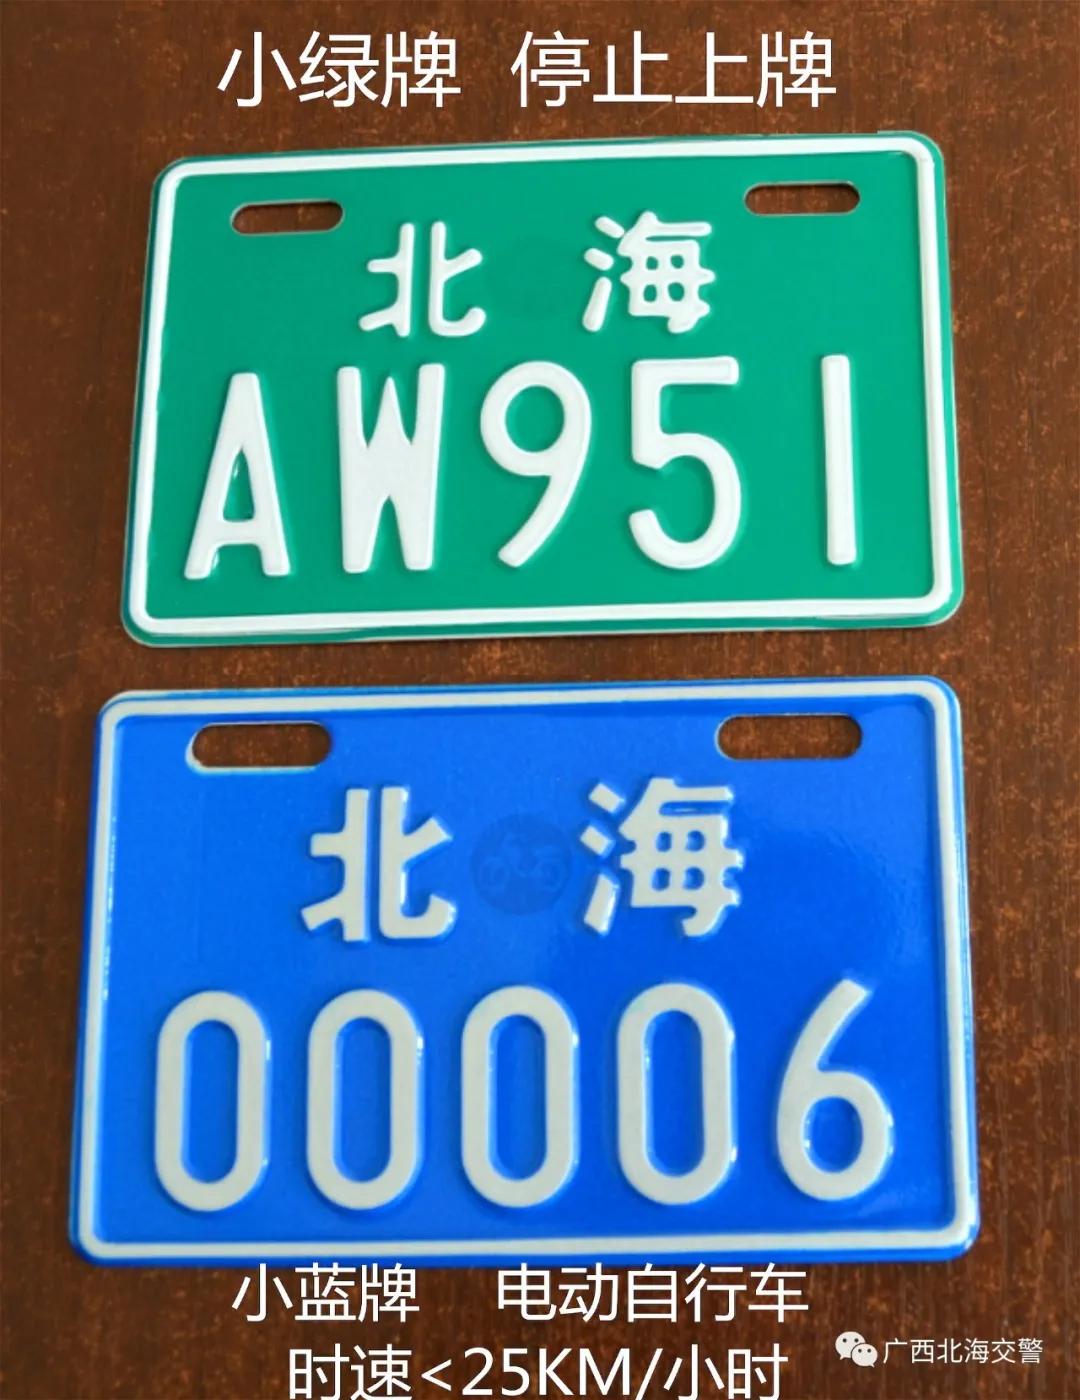 小绿牌 停止上牌
北 海
AW951
北 海
00006
小蓝牌 电动自行车
时速<25KM/小时
广西北海交警